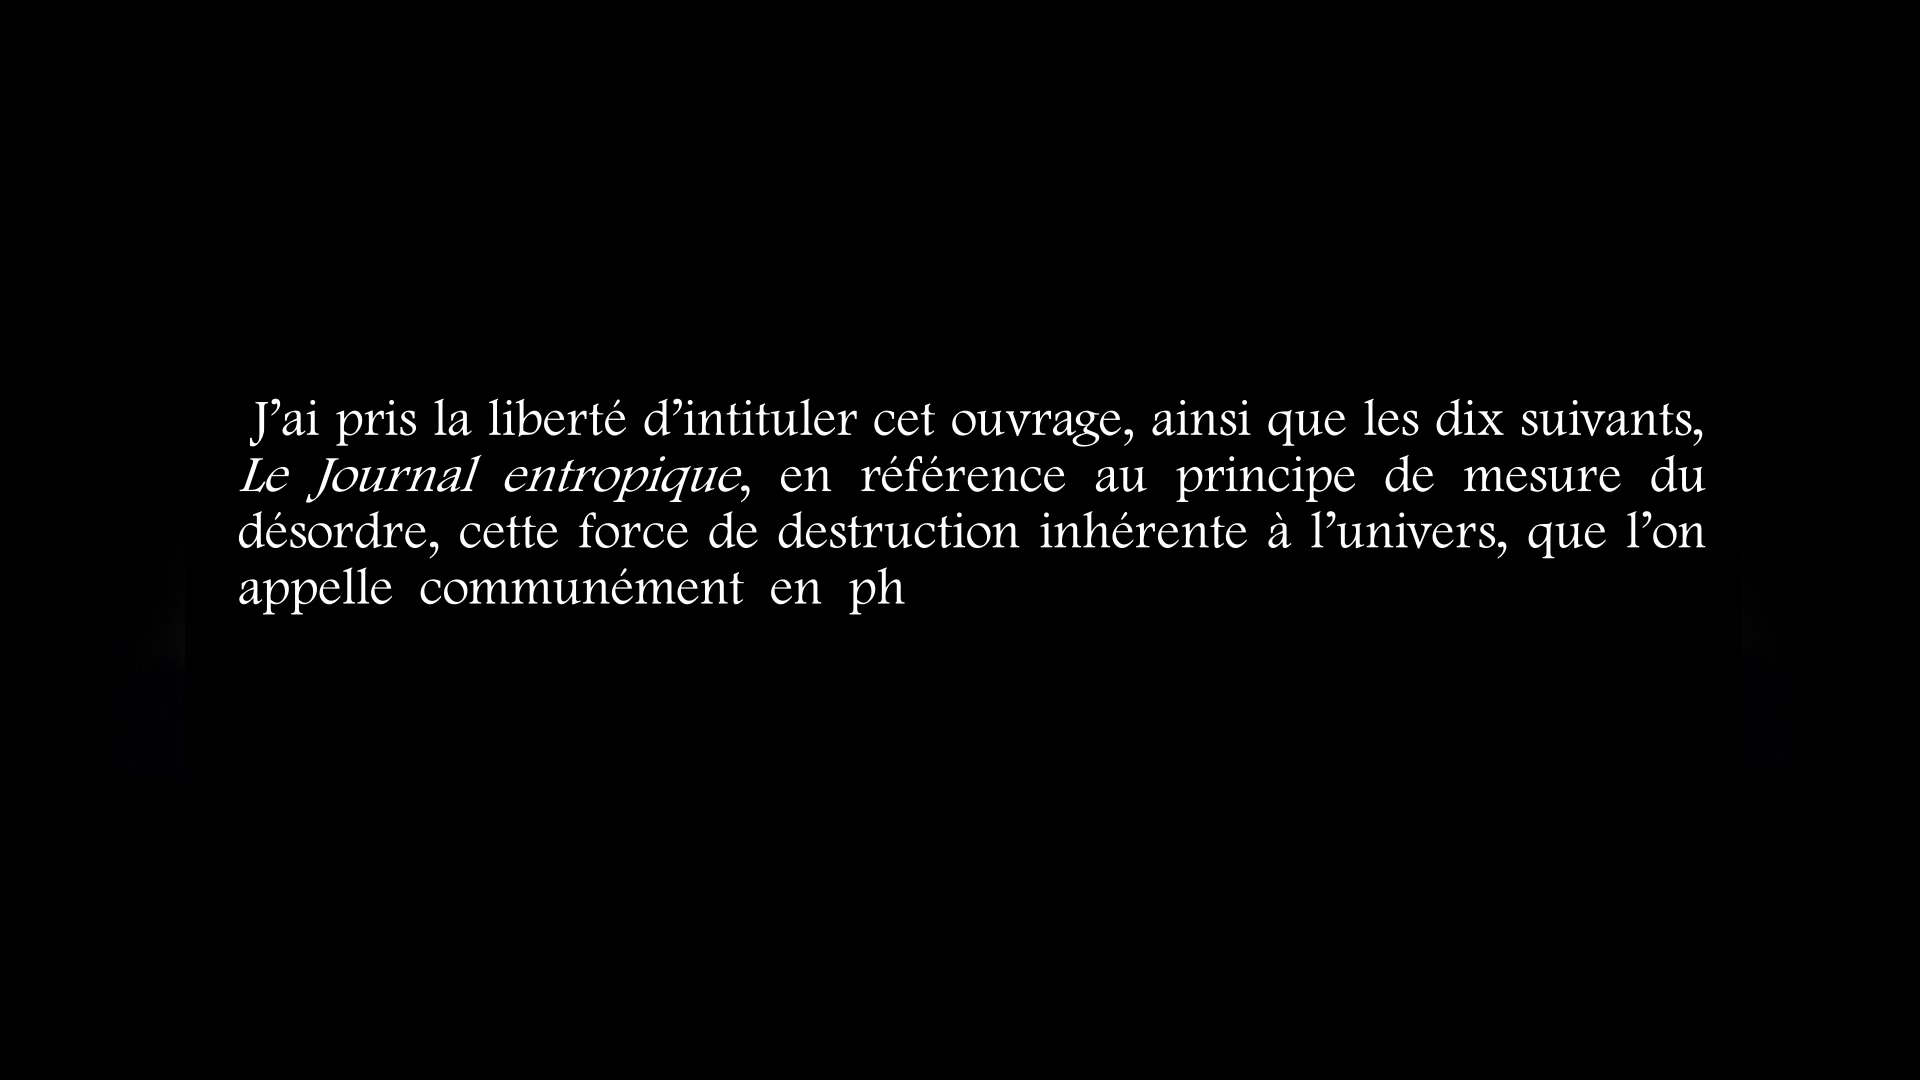 J’ai pris la liberté d’intituler cet ouvrage, ainsi que les dix suivants,
Le Journal entropique, en référence au principe de mesure du
désordre, cette force de destruction inhérente à l’univers, que l’on
appelle communément en ph